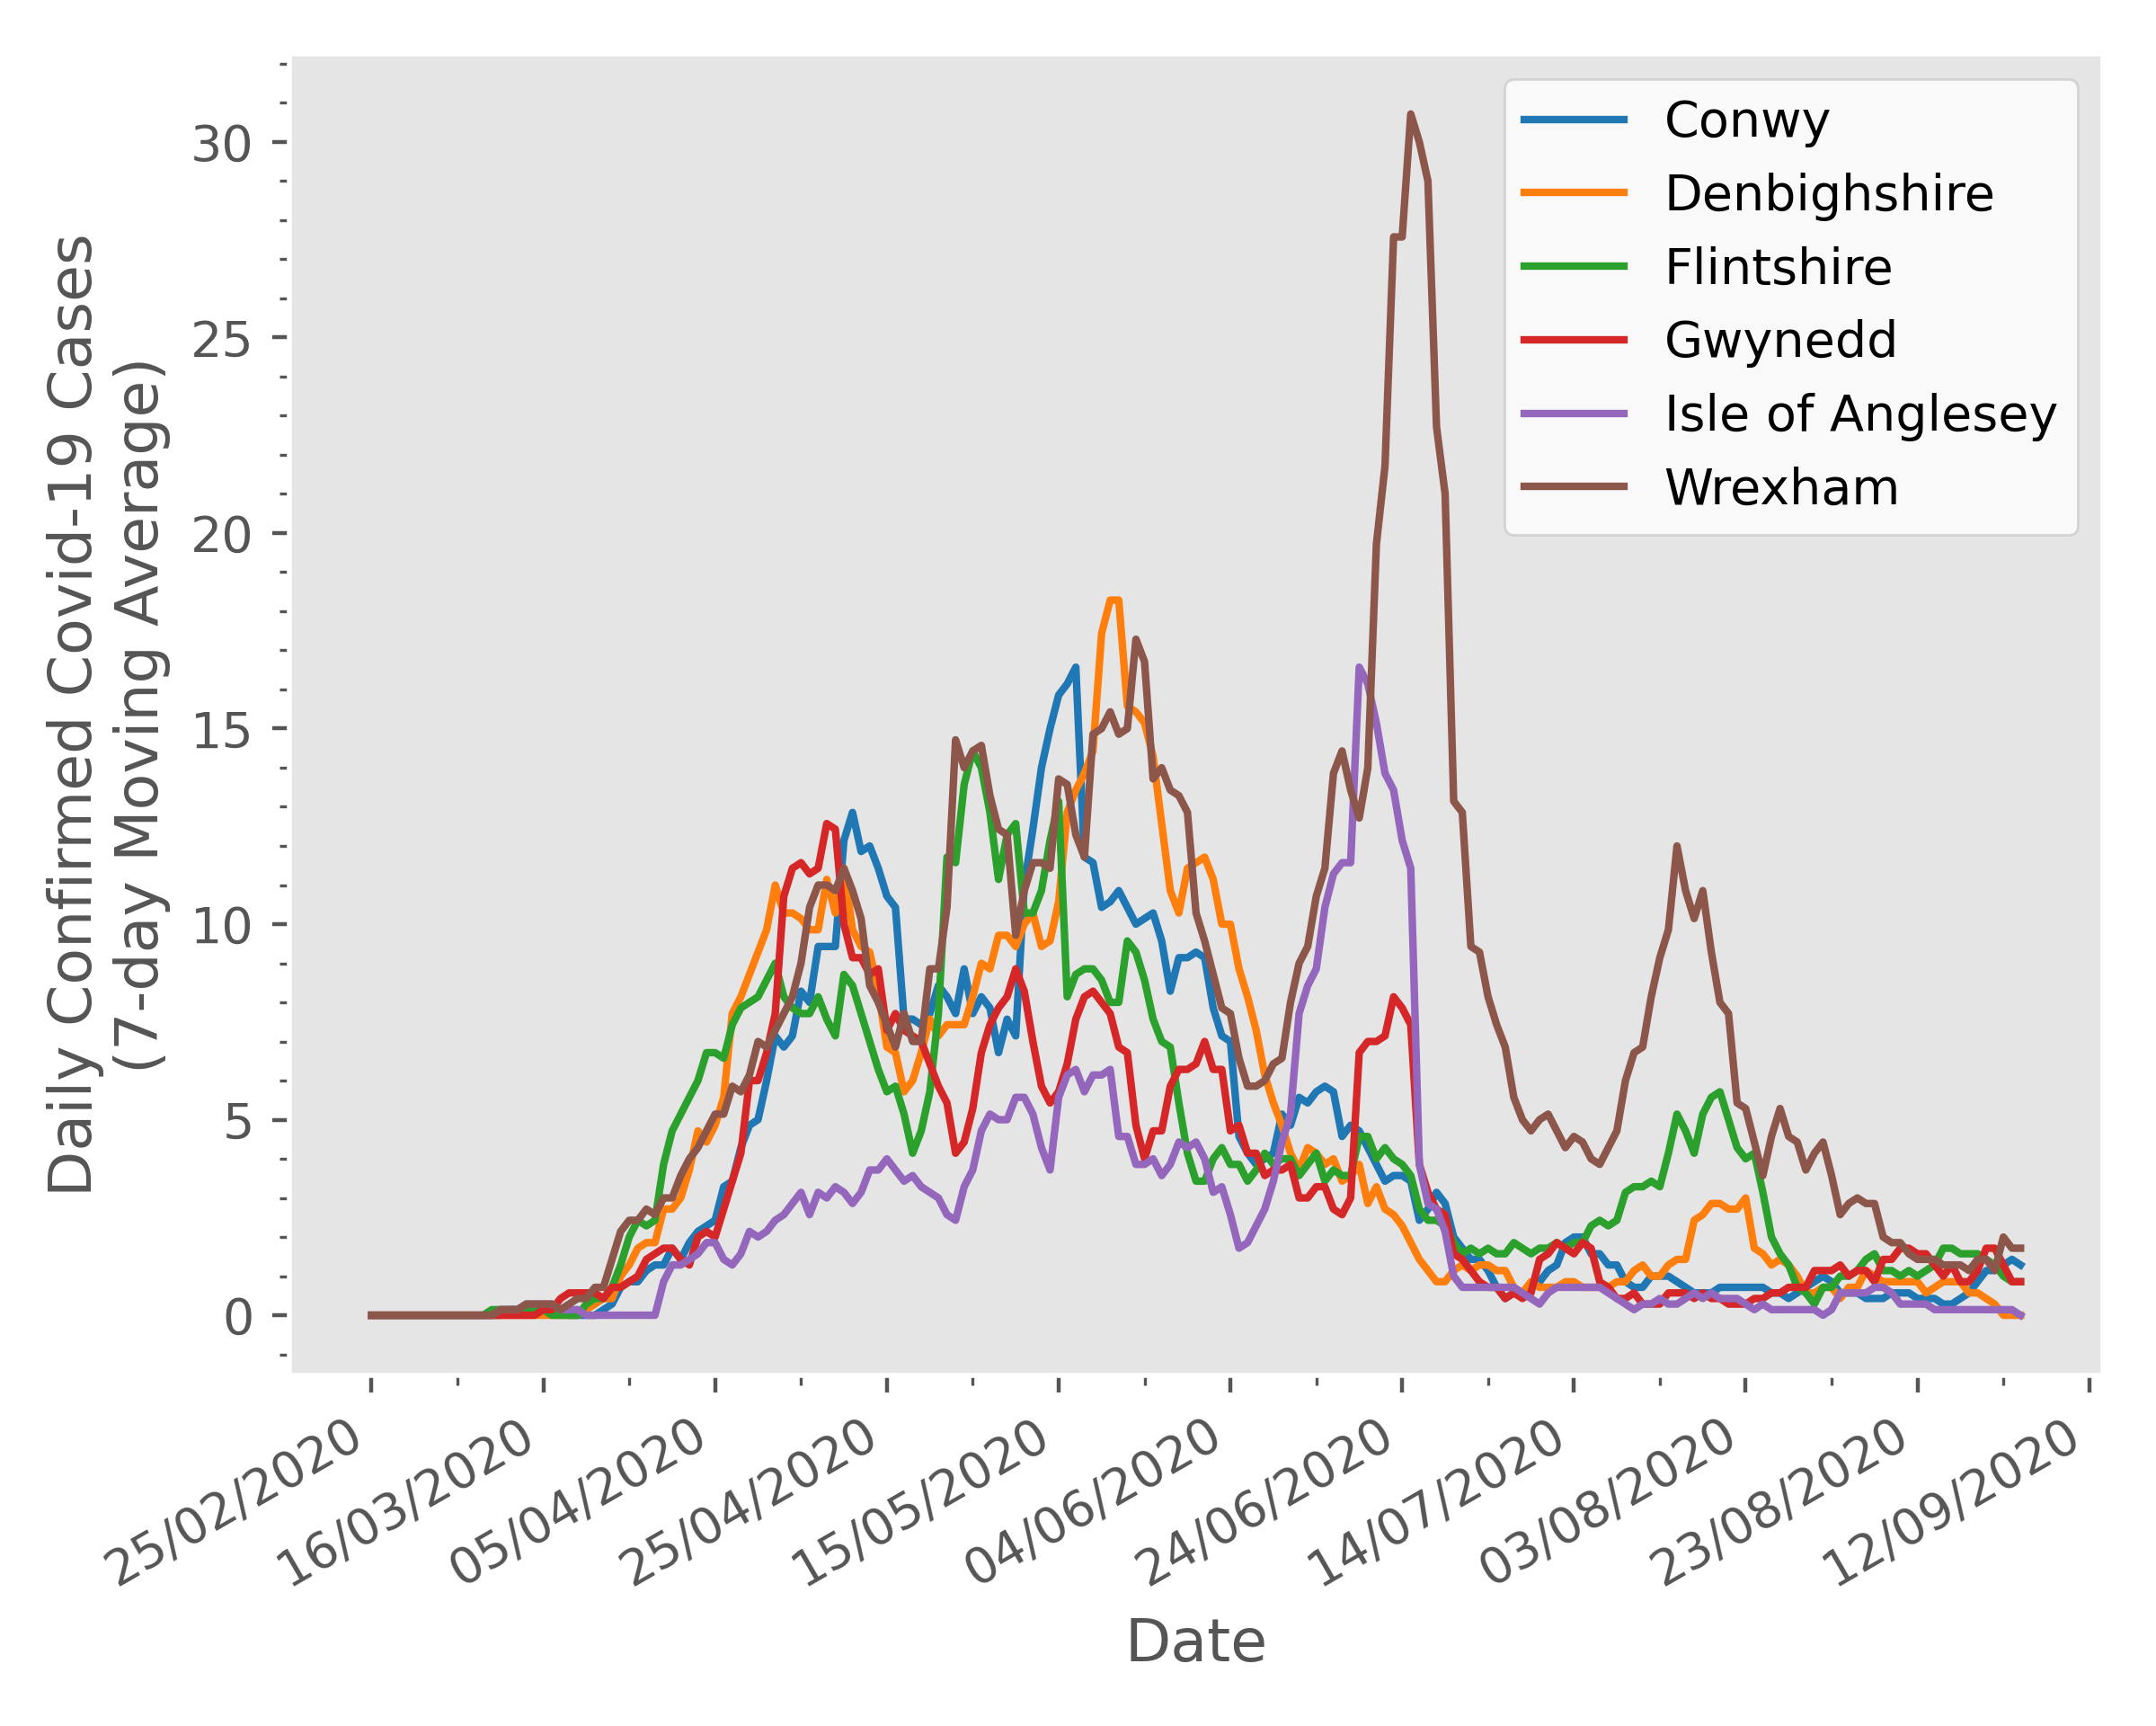 Daily Confirmed Covid-19 Cases
(7-day Moving Average)
30
25
20
15
10
5
0
Conwy
Denbighshire
Flintshire
Gwynedd
Isle of Anglesey
Wrexham
25/02/2020
16/03/2020
05/04/2020
25/04/2020
15/05/2020
04/06/2020
24/06/2020
14/07/2020
03/08/2020
23/08/2020
12/09/2020
Date